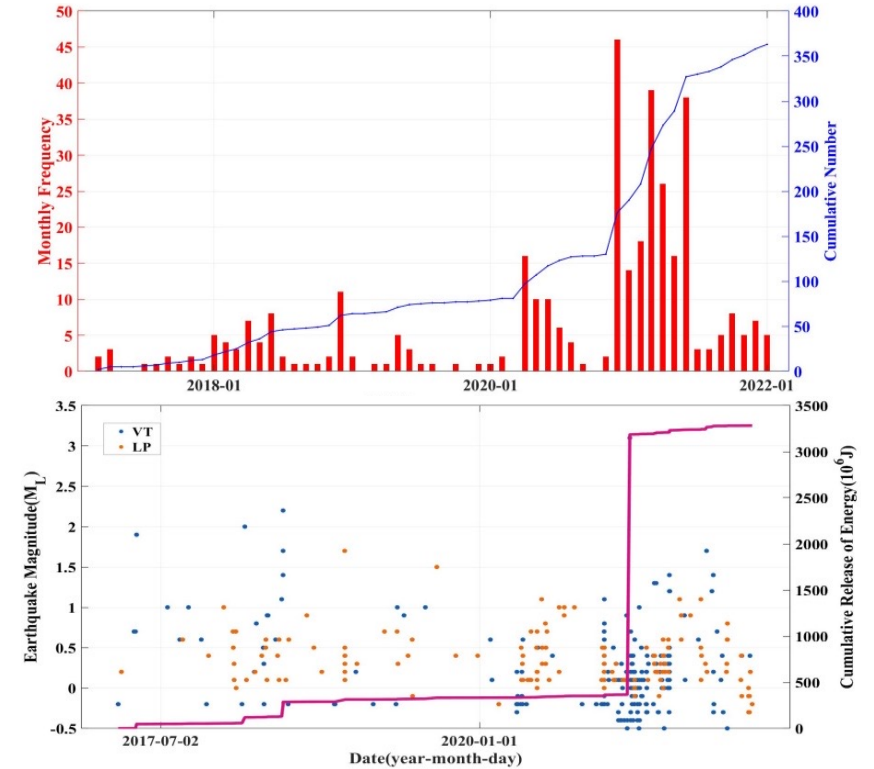 50 400
45 350
40
35 300
30 250
25 200
20 150
15
10 100
5 50
0 0
Monthly Frequency
Cumulative Number
2018-01 2020-01 2022-01
3.5 3500
3 3000
2.5 2500
2 2000
1.5 1500
1 1000
0.5
0 500
-0.5 0
VT
LP
Earthquake Magnitude(M_L)
Cumulative Release of Energy(10^6J)
2017-07-02 2020-01-01
Date(year-month-day)